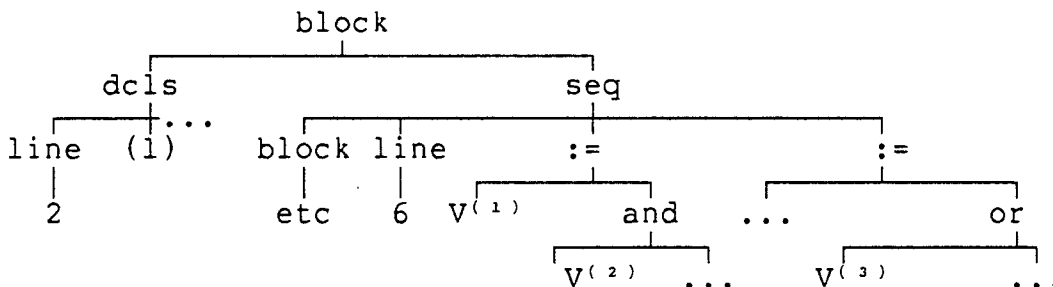 block
dcls seq
...
line (1) block line := :=
2 etc 6 V(1) and ... or
V(2) ... V(3) ...